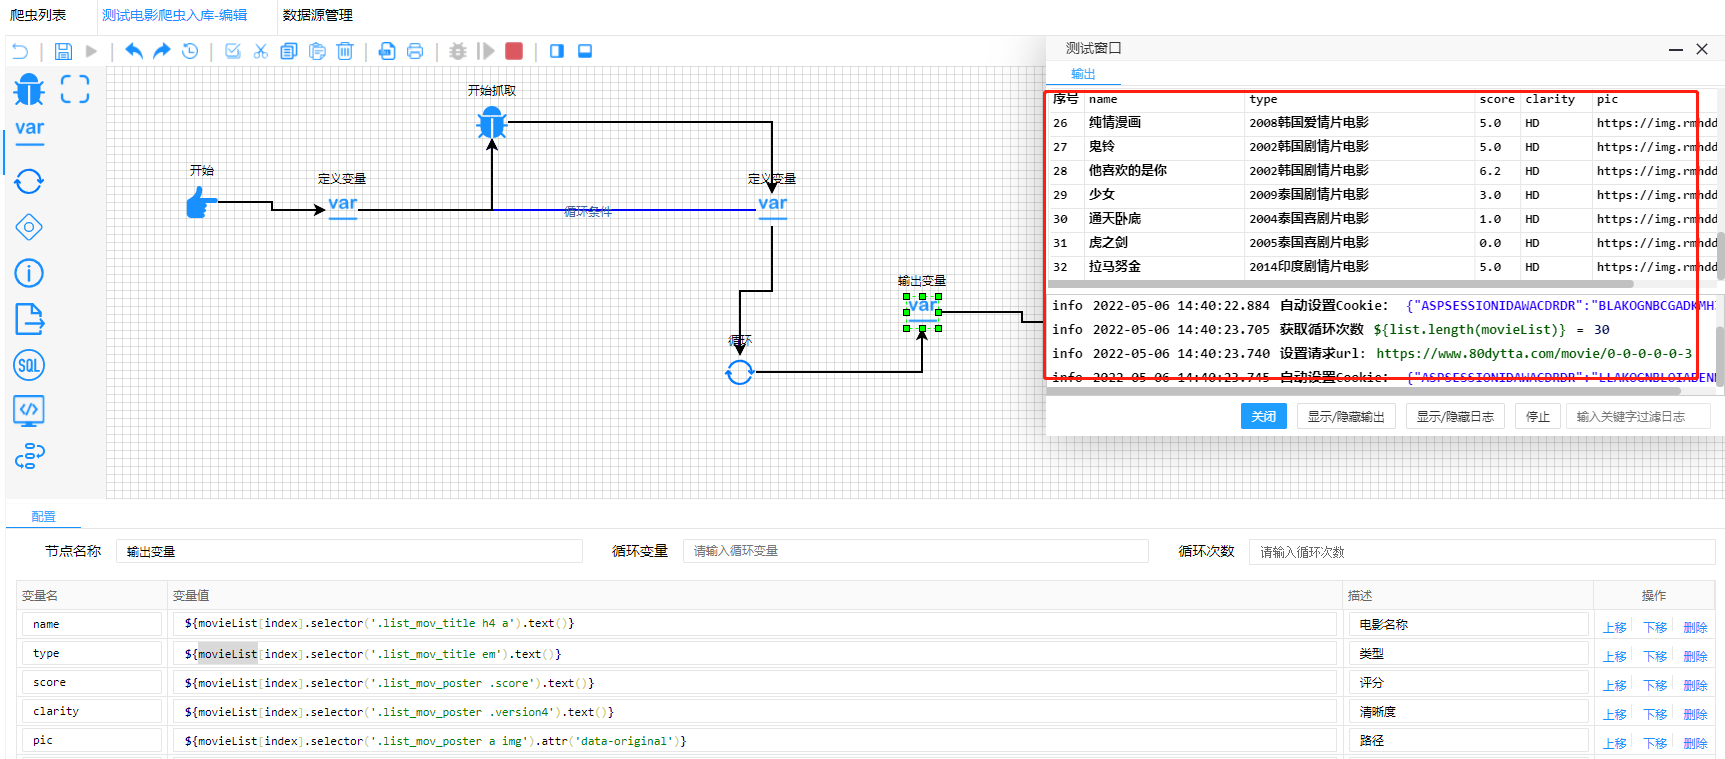 爬虫列表
测试电影爬虫入库-编辑
数据源管理
测试窗口
输出
var
SQL
开始
定义变量
var
开始抓取
循环条件
定义变量
var
循环
输出变量
var
序号 name type score clarity pic
26 纯情漫画 2008韩国爱情片电影 5.0 HD https://img.rmhdd
27 鬼铃 2002韩国剧情片电影 5.0 HD https://img.rmhdd
28 他喜欢的是你 2002韩国剧情片电影 6.2 HD https://img.rmhdd
29 少女 2009泰国剧情片电影 3.0 HD https://img.rmhdd
30 通天卧底 2004泰国喜剧片电影 1.0 HD https://img.rmhdd
31 虎之剑 2005泰国喜剧片电影 0.0 HD https://img.rmhdd
32 拉马努金 2014印度剧情片电影 5.0 HD https://img.rmhdd
info 2022-05-06 14:40:22.884 自动设置Cookie: {"ASPSESSIONIDAWACDRDR":"BLAKOGNBCGADKMH
info 2022-05-06 14:40:23.705 获取循环次数 ${list.length(movieList)} = 30
info 2022-05-06 14:40:23.740 设置请求url: https://www.80dytta.com/movie/0-0-0-0-0-3
info 2022-05-06 14:40:23.745 自动设置Cookie: {"ASPSESSIONIDAWACDRDR":
关闭
显示/隐藏输出
显示/隐藏日志
停止
输入关键字过滤日志
配置
节点名称 输出变量 循环变量 请输入循环变量 循环次数 请输入循环次数
变量名 变量值 描述 操作
name ${movieList[index].selector('.list_mov_title h4 a').text()} 电影名称 上移 下移 删除
type ${movieList[index].selector('.list_mov_title em').text()} 类型 上移 下移 删除
score ${movieList[index].selector('.list_mov_poster .score').text()} 评分 上移 下移 删除
clarity ${movieList[index].selector('.list_mov_poster .version4').text()} 清晰度 上移 下移 删除
pic ${movieList[index].selector('.list_mov_poster a img').attr('data-original')} 路径 上移 下移 删除